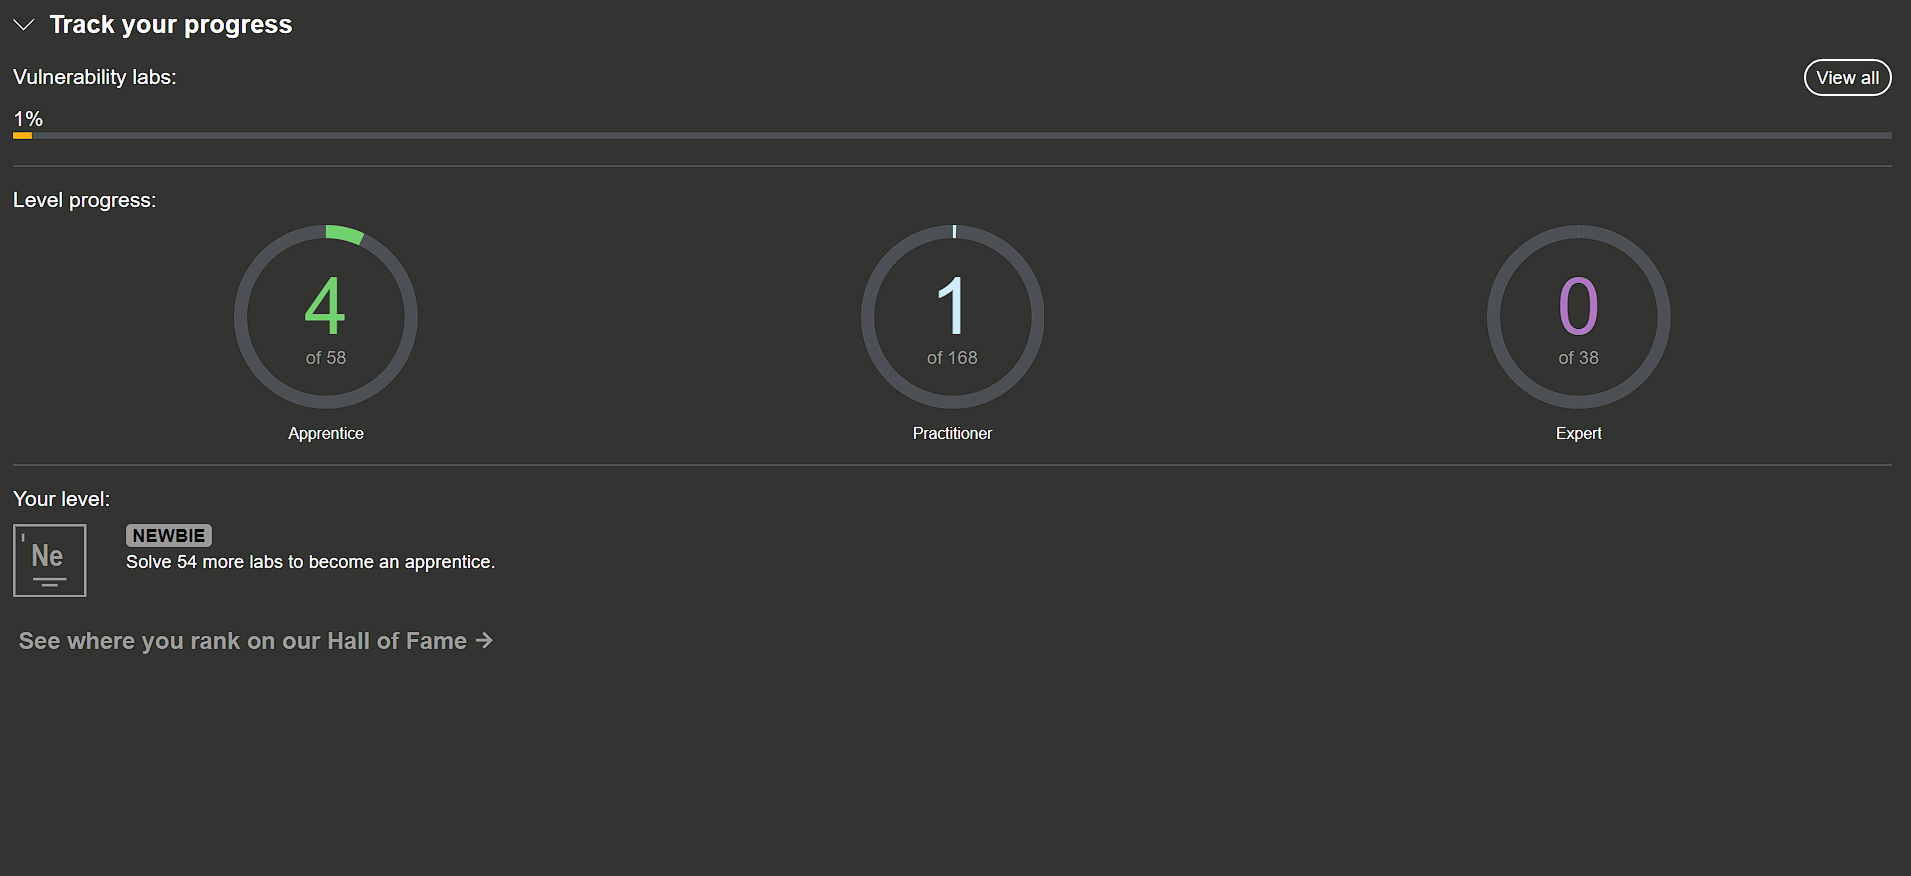 Track your progress
Vulnerability labs:
View all
1%
Level progress:
4
of 58
Apprentice
1
of 168
Practitioner
0
of 38
Expert
Your level:
Ne
NEWBIE
Solve 54 more labs to become an apprentice.
See where you rank on our Hall of Fame →